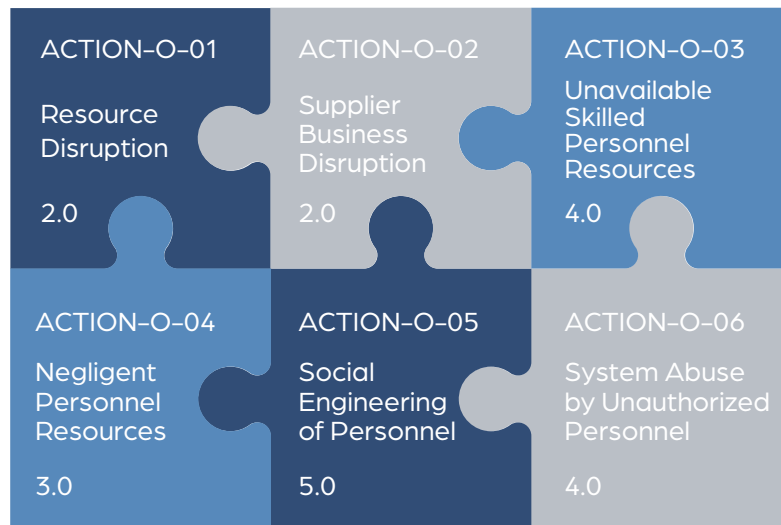 ACTION-O-01
Resource
Disruption
2.0
ACTION-O-02
Supplier
Business
Disruption
2.0
ACTION-O-03
Unavailable
Skilled
Personnel
Resources
4.0
ACTION-O-04
Negligent
Personnel
Resources
3.0
ACTION-O-05
Social
Engineering
of Personnel
5.0
ACTION-O-06
System Abuse
by Unauthorized
Personnel
4.0